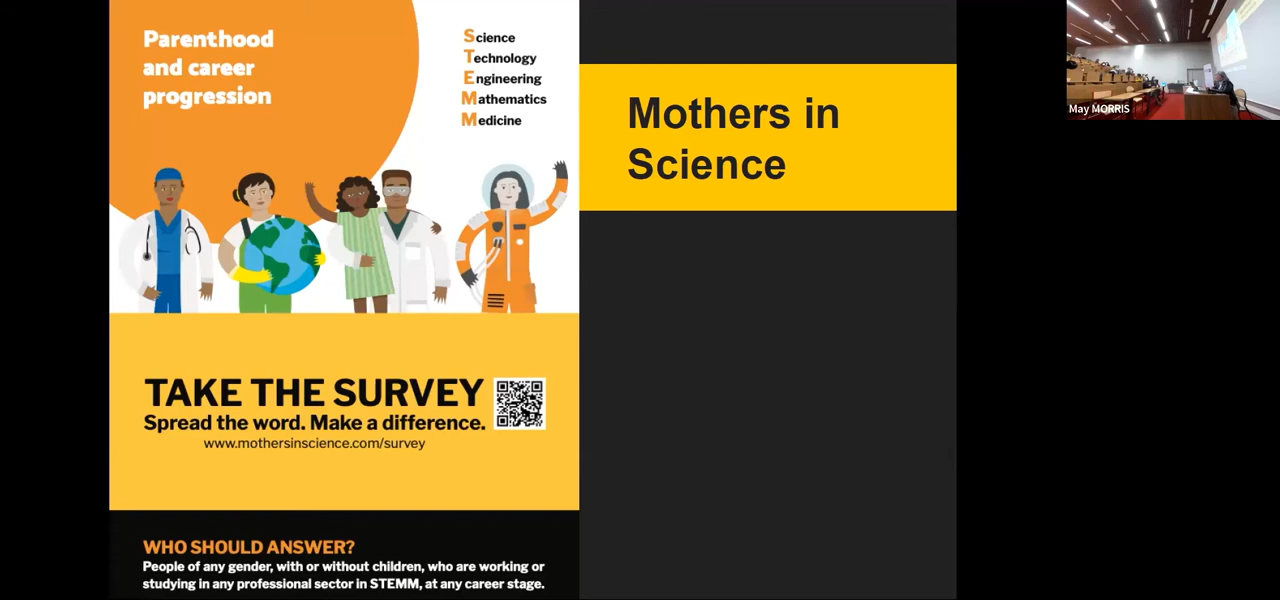 Parenthood
and career
progression
Science
Technology
Engineering
Mathematics
Medicine
TAKE THE SURVEY
Spread the word. Make a difference.
www.mothersinscience.com/survey
WHO SHOULD ANSWER?
People of any gender, with or without children, who are working or
studying in any professional sector in STEMM, at any career stage.
Mothers in
Science
May MORRIS